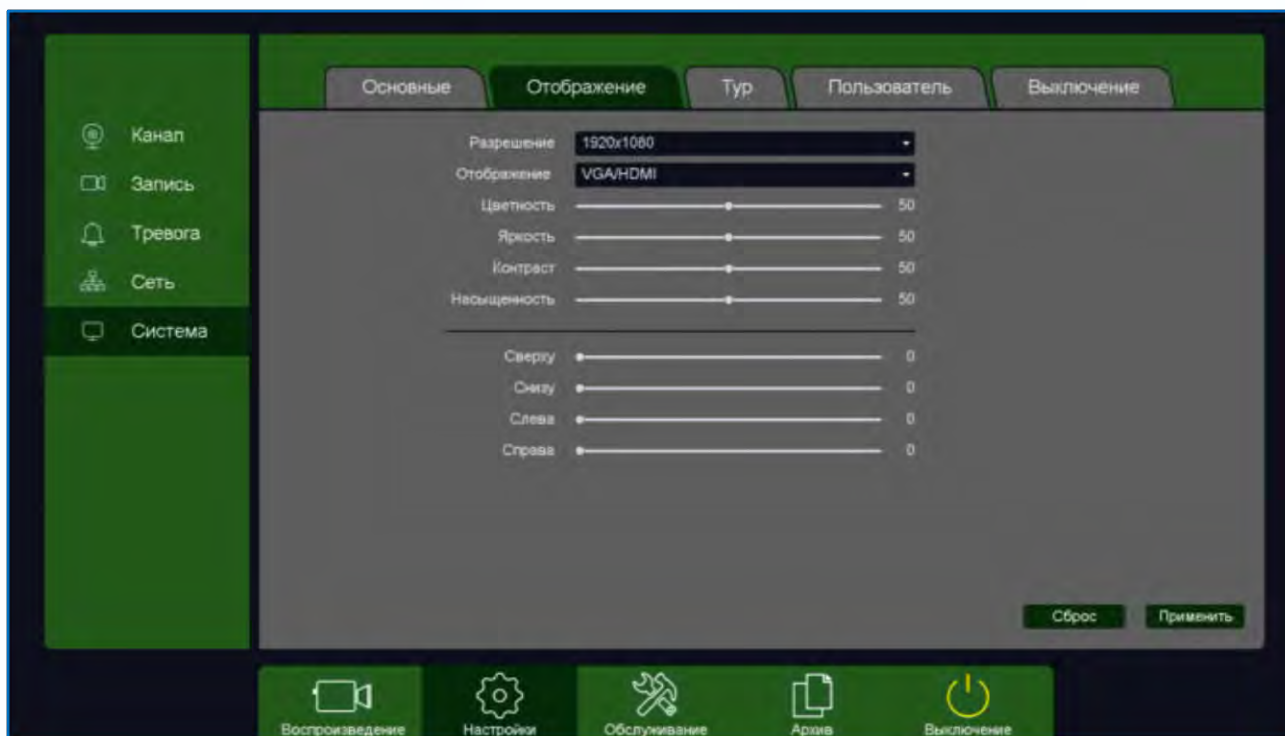 Основные Отображение Тур Пользователь Выключение
Канал
Запись
Тревога
Сеть
Система
Разрешение 1920x1080
Отображение VGA/HDMI
Цветность 50
Яркость 50
Контраст 50
Насыщенность 50
Сверху 0
Снизу 0
Слева 0
Справа 0
Сброс Применить
Воспроизведение Настройки Обслуживание Архив Выключение